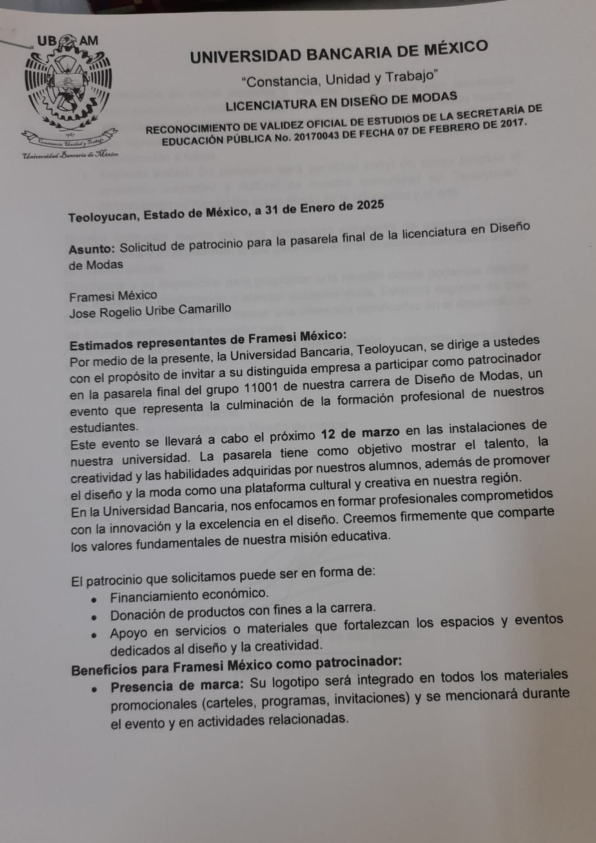 UB AM
Constancia, Unidad y Trabajo
Universidad Bancaria de México
UNIVERSIDAD BANCARIA DE MÉXICO
“Constancia, Unidad y Trabajo”
LICENCIATURA EN DISEÑO DE MODAS
RECONOCIMIENTO DE VALIDEZ OFICIAL DE ESTUDIOS DE LA SECRETARÍA DE
EDUCACIÓN PÚBLICA No. 20170043 DE FECHA 07 DE FEBRERO DE 2017.
Teoloyucan, Estado de México, a 31 de Enero de 2025
Asunto: Solicitud de patrocinio para la pasarela final de la licenciatura en Diseño
de Modas
Framesi México
Jose Rogelio Uribe Camarillo
Estimados representantes de Framesi México:
Por medio de la presente, la Universidad Bancaria, Teoloyucan, se dirige a ustedes
con el propósito de invitar a su distinguida empresa a participar como patrocinador
en la pasarela final del grupo 11001 de nuestra carrera de Diseño de Modas, un
evento que representa la culminación de la formación profesional de nuestros
estudiantes.
Este evento se llevará a cabo el próximo 12 de marzo en las instalaciones de
nuestra universidad. La pasarela tiene como objetivo mostrar el talento, la
creatividad y las habilidades adquiridas por nuestros alumnos, además de promover
el diseño y la moda como una plataforma cultural y creativa en nuestra región.
En la Universidad Bancaria, nos enfocamos en formar profesionales comprometidos
con la innovación y la excelencia en el diseño. Creemos firmemente que comparte
los valores fundamentales de nuestra misión educativa.
El patrocinio que solicitamos puede ser en forma de:
• Financiamiento económico.
• Donación de productos con fines a la carrera.
• Apoyo en servicios o materiales que fortalezcan los espacios y eventos
dedicados al diseño y la creatividad.
Beneficios para Framesi México como patrocinador:
• Presencia de marca: Su logotipo será integrado en todos los materiales
promocionales (carteles, programas, invitaciones) y se mencionará durante
el evento y en actividades relacionadas.